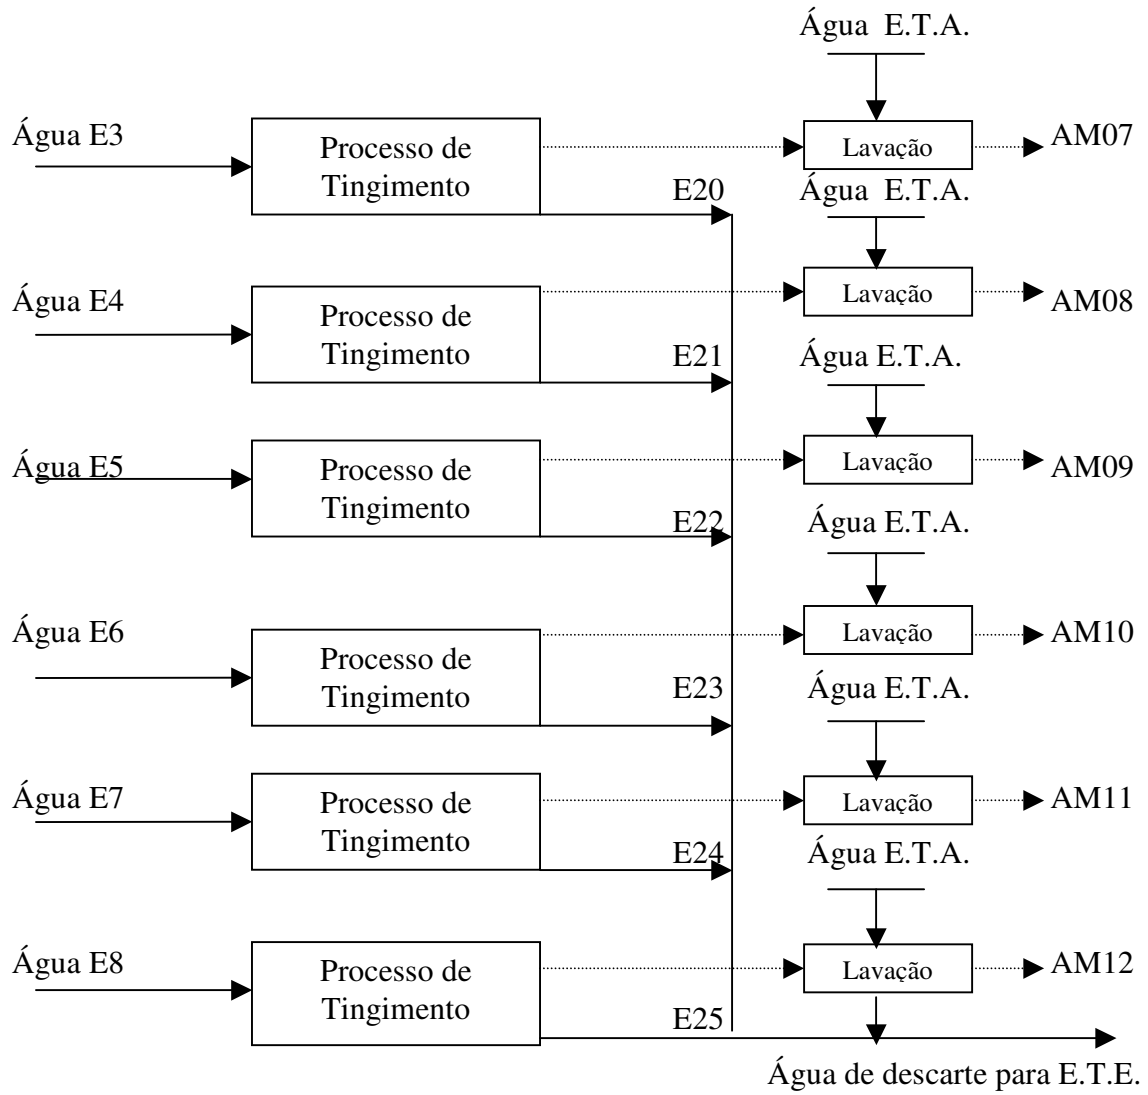 Água E.T.A.
Água E3
Processo de
Tingimento
Lavação
AM07
E20
Água E.T.A.
Água E4
Processo de
Tingimento
Lavação
AM08
E21
Água E.T.A.
Água E5
Processo de
Tingimento
Lavação
AM09
E22
Água E.T.A.
Água E6
Processo de
Tingimento
Lavação
AM10
E23
Água E.T.A.
Água E7
Processo de
Tingimento
Lavação
AM11
E24
Água E.T.A.
Água E8
Processo de
Tingimento
Lavação
AM12
E25
Água de descarte para E.T.E.